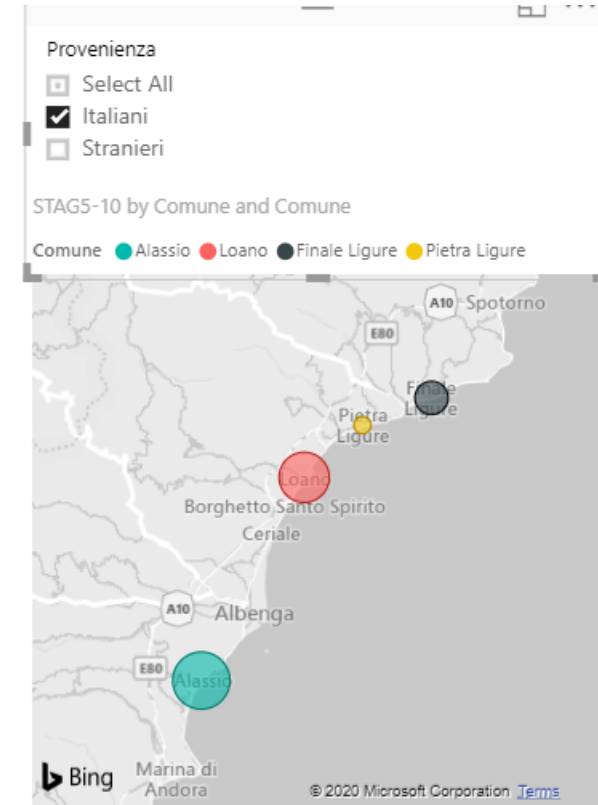 Provenienza
Select All
Italiani
Stranieri
STAG5-10 by Comune and Comune
Comune Alassio Loano Finale Ligure Pietra Ligure
A10 Spotorno
E80
Finale
Ligure
Pietra
Ligure
Loano
Borghetto Santo Spirito
Ceriale
A10 Albenga
E80 Alassio
Marina di
Andora
Bing
© 2020 Microsoft Corporation Terms